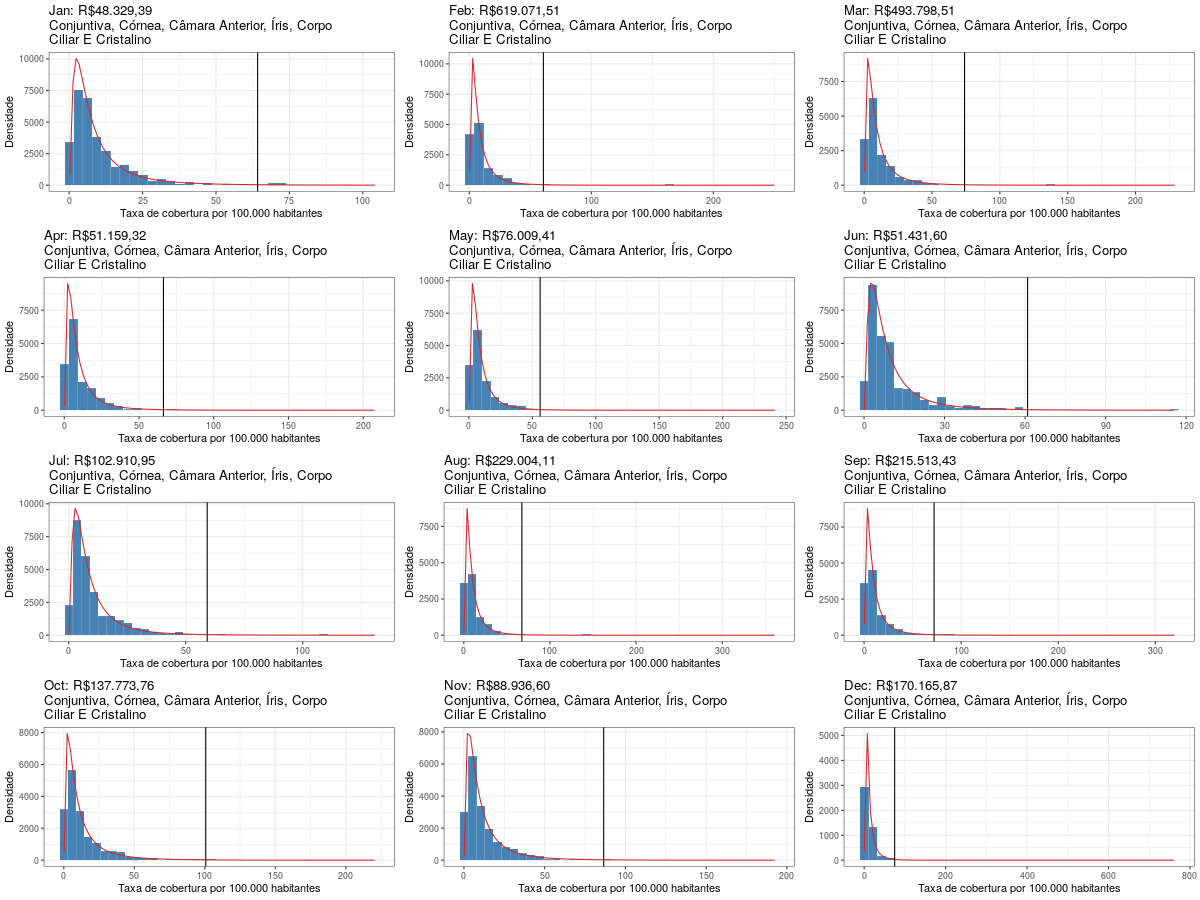 Jan: R$48.329,39
Conjuntiva, Córnea, Câmara Anterior, Íris, Corpo
Ciliar E Cristalino
10000
7500
5000
2500
0
Densidade
0 25 50 75 100
Taxa de cobertura por 100.000 habitantes
Feb: R$619.071,51
Conjuntiva, Córnea, Câmara Anterior, Íris, Corpo
Ciliar E Cristalino
10000
7500
5000
2500
0
Densidade
0 100 200
Taxa de cobertura por 100.000 habitantes
Mar: R$493.798,51
Conjuntiva, Córnea, Câmara Anterior, Íris, Corpo
Ciliar E Cristalino
7500
5000
2500
0
Densidade
0 50 100 150 200
Taxa de cobertura por 100.000 habitantes
Apr: R$51.159,32
Conjuntiva, Córnea, Câmara Anterior, Íris, Corpo
Ciliar E Cristalino
7500
5000
2500
0
Densidade
0 50 100 150 200
Taxa de cobertura por 100.000 habitantes
May: R$76.009,41
Conjuntiva, Córnea, Câmara Anterior, Íris, Corpo
Ciliar E Cristalino
10000
7500
5000
2500
0
Densidade
0 50 100 150 200 250
Taxa de cobertura por 100.000 habitantes
Jun: R$51.431,60
Conjuntiva, Córnea, Câmara Anterior, Íris, Corpo
Ciliar E Cristalino
7500
5000
2500
0
Densidade
0 30 60 90 120
Taxa de cobertura por 100.000 habitantes
Jul: R$102.910,95
Conjuntiva, Córnea, Câmara Anterior, Íris, Corpo
Ciliar E Cristalino
10000
7500
5000
2500
0
Densidade
0 50 100
Taxa de cobertura por 100.000 habitantes
Aug: R$229.004,11
Conjuntiva, Córnea, Câmara Anterior, Íris, Corpo
Ciliar E Cristalino
7500
5000
2500
0
Densidade
0 100 200 300
Taxa de cobertura por 100.000 habitantes
Sep: R$215.513,43
Conjuntiva, Córnea, Câmara Anterior, Íris, Corpo
Ciliar E Cristalino
7500
5000
2500
0
Densidade
0 100 200 300
Taxa de cobertura por 100.000 habitantes
Oct: R$137.773,76
Conjuntiva, Córnea, Câmara Anterior, Íris, Corpo
Ciliar E Cristalino
8000
6000
4000
2000
0
Densidade
0 50 100 150 200
Taxa de cobertura por 100.000 habitantes
Nov: R$88.936,60
Conjuntiva, Córnea, Câmara Anterior, Íris, Corpo
Ciliar E Cristalino
8000
6000
4000
2000
0
Densidade
0 50 100 150 200
Taxa de cobertura por 100.000 habitantes
Dec: R$170.165,87
Conjuntiva, Córnea, Câmara Anterior, Íris, Corpo
Ciliar E Cristalino
5000
4000
3000
2000
1000
0
Densidade
0 200 400 600 800
Taxa de cobertura por 100.000 habitantes